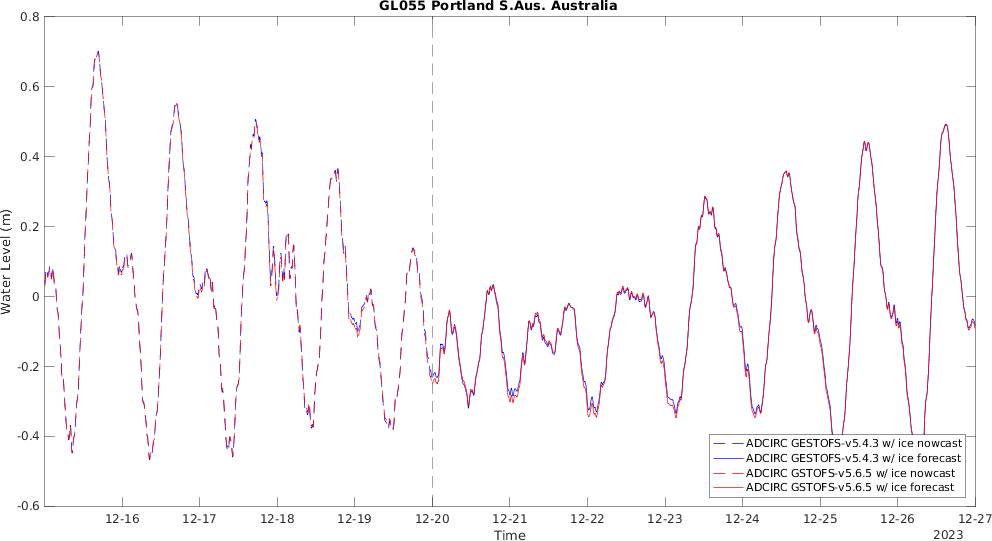 GL055 Portland S.Aus. Australia
Water Level (m)
0.8
0.6
0.4
0.2
0
-0.2
-0.4
-0.6
ADCIRC GESTOFS-v5.4.3 w/ ice nowcast
ADCIRC GESTOFS-v5.4.3 w/ ice forecast
ADCIRC GSTOFS-v5.6.5 w/ ice nowcast
ADCIRC GSTOFS-v5.6.5 w/ ice forecast
12-16 12-17 12-18 12-19 12-20 12-21 12-22 12-23 12-24 12-25 12-26 12-27
Time
2023